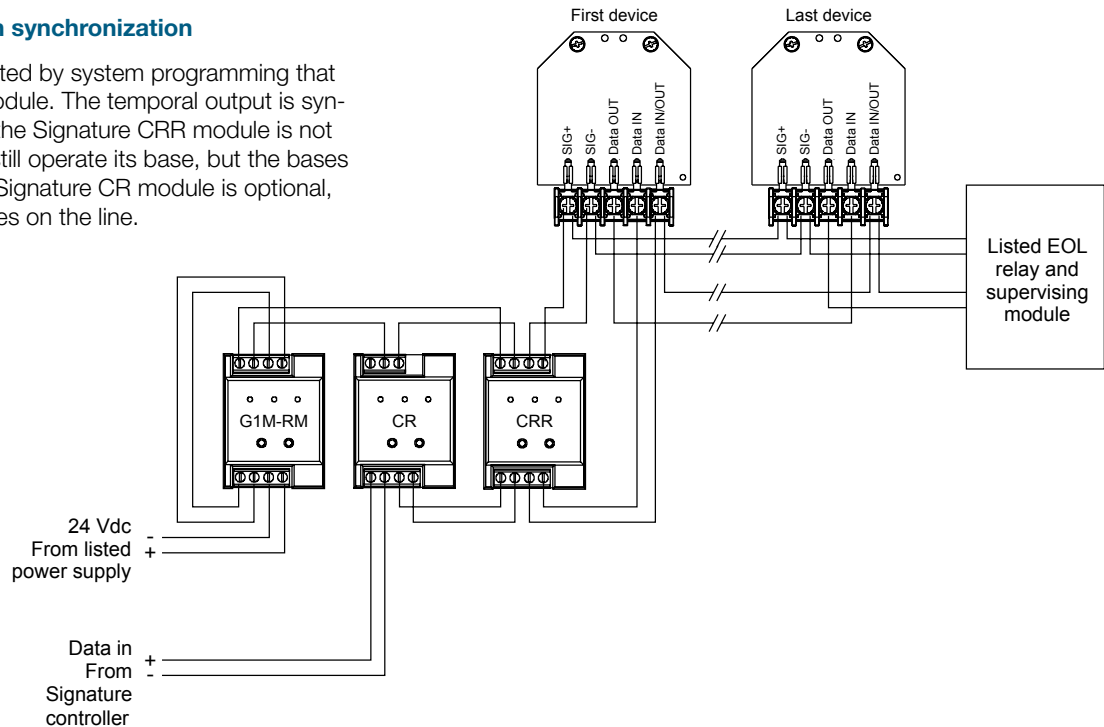 n synchronization
ted by system programming that
odule. The temporal output is syn-
the Signature CRR module is not
still operate its base, but the bases
Signature CR module is optional,
es on the line.
First device
Last device
SIG+
SIG-
Data OUT
Data IN
Data IN/OUT
SIG+
SIG-
Data OUT
Data IN
Data IN/OUT
Listed EOL
relay and
supervising
module
G1M-RM
CR
CRR
24 Vdc
From listed
power supply
-
+
Data in
From
Signature
controller
+
-